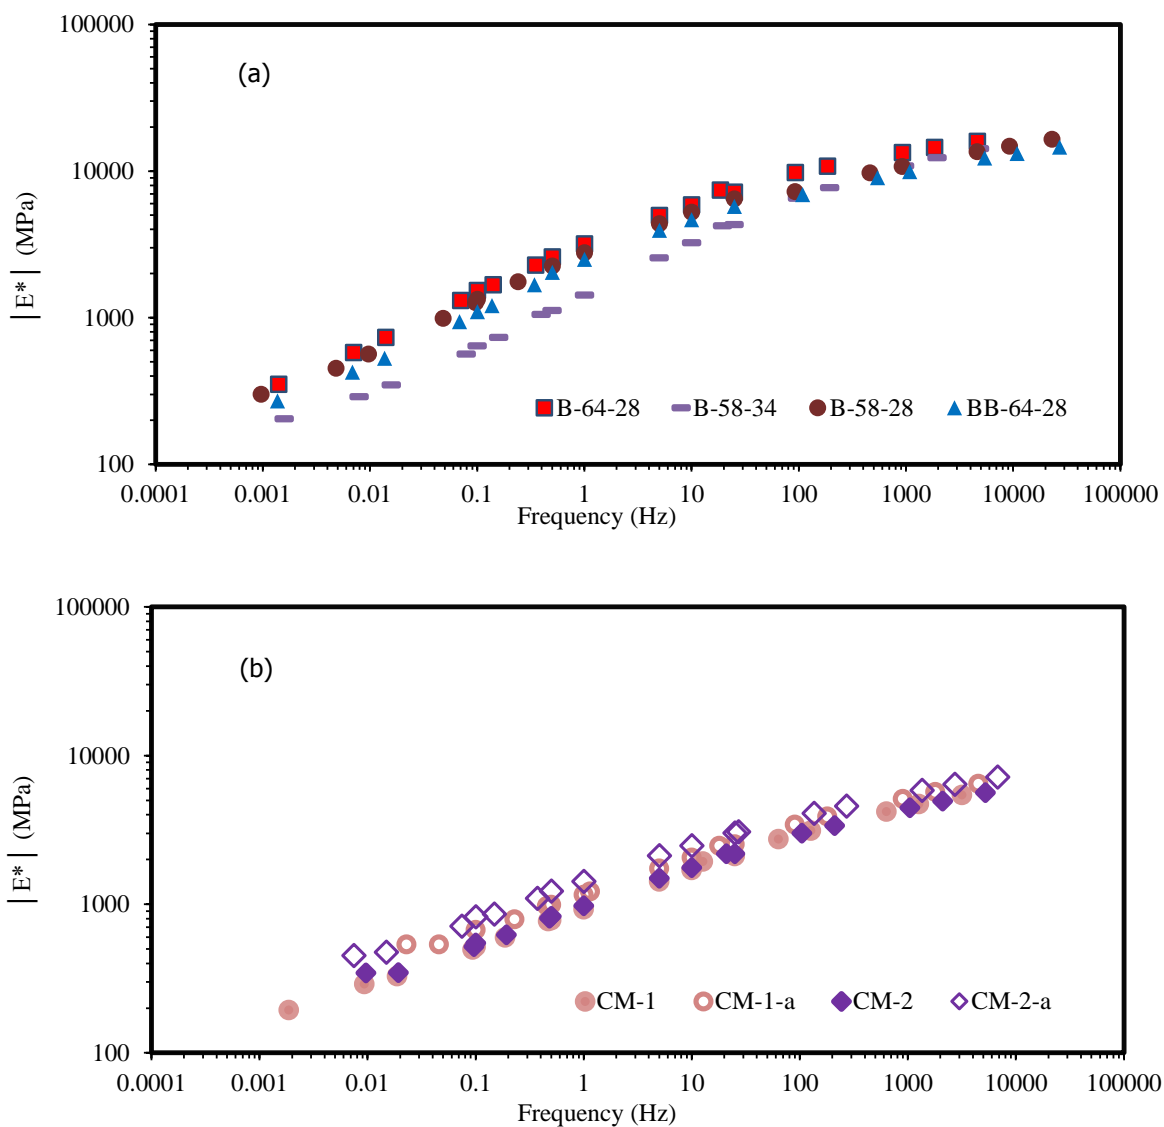 100000
(a)
10000
|E*| (MPa)
1000
B-64-28 B-58-34 B-58-28 BB-64-28
100
0.0001 0.001 0.01 0.1 1 10 100 1000 10000 100000
Frequency (Hz)
100000
(b)
10000
|E*| (MPa)
1000
CM-1 CM-1-a CM-2 CM-2-a
100
0.0001 0.001 0.01 0.1 1 10 100 1000 10000 100000
Frequency (Hz)